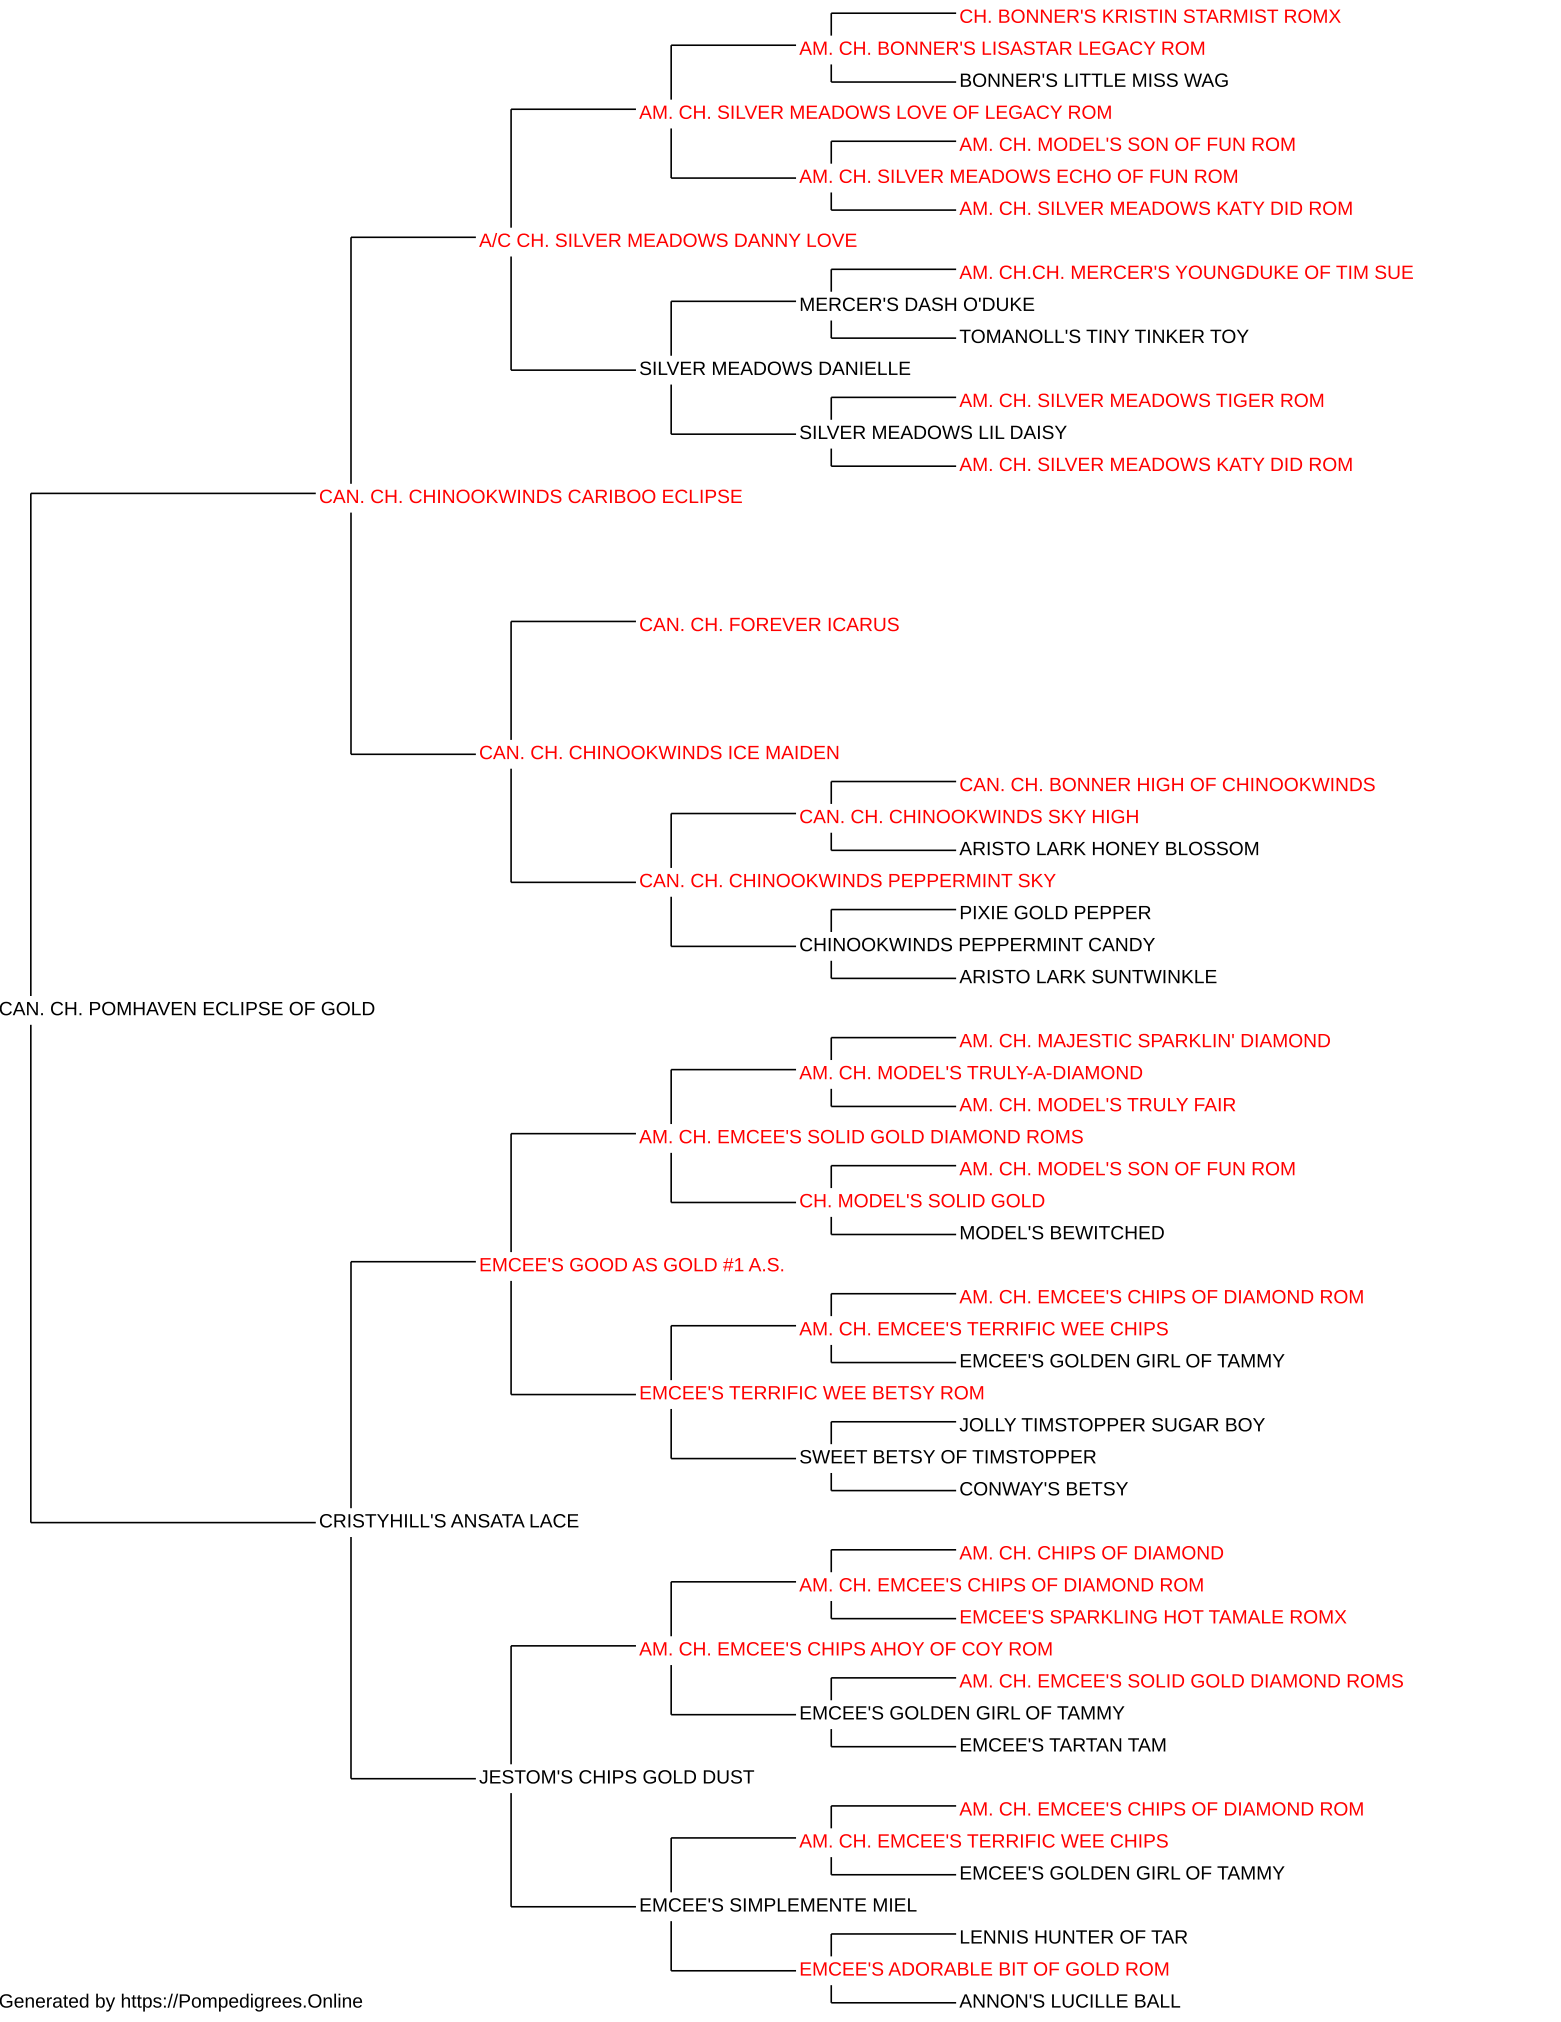 CH. BONNER'S KRISTIN STARMIST ROMX
AM. CH. BONNER'S LISASTAR LEGACY ROM
BONNER'S LITTLE MISS WAG
AM. CH. SILVER MEADOWS LOVE OF LEGACY ROM
AM. CH. MODEL'S SON OF FUN ROM
AM. CH. SILVER MEADOWS ECHO OF FUN ROM
AM. CH. SILVER MEADOWS KATY DID ROM
A/C CH. SILVER MEADOWS DANNY LOVE
AM. CH.CH. MERCER'S YOUNGDUKE OF TIM SUE
MERCER'S DASH O'DUKE
TOMANOLL'S TINY TINKER TOY
SILVER MEADOWS DANIELLE
AM. CH. SILVER MEADOWS TIGER ROM
SILVER MEADOWS LIL DAISY
AM. CH. SILVER MEADOWS KATY DID ROM
CAN. CH. CHINOOKWINDS CARIBOO ECLIPSE
CAN. CH. FOREVER ICARUS
CAN. CH. CHINOOKWINDS ICE MAIDEN
CAN. CH. BONNER HIGH OF CHINOOKWINDS
CAN. CH. CHINOOKWINDS SKY HIGH
ARISTO LARK HONEY BLOSSOM
CAN. CH. CHINOOKWINDS PEPPERMINT SKY
PIXIE GOLD PEPPER
CHINOOKWINDS PEPPERMINT CANDY
ARISTO LARK SUNTWINKLE
CAN. CH. POMHAVEN ECLIPSE OF GOLD
AM. CH. MAJESTIC SPARKLIN' DIAMOND
AM. CH. MODEL'S TRULY-A-DIAMOND
AM. CH. MODEL'S TRULY FAIR
AM. CH. EMCEE'S SOLID GOLD DIAMOND ROMS
AM. CH. MODEL'S SON OF FUN ROM
CH. MODEL'S SOLID GOLD
MODEL'S BEWITCHED
EMCEE'S GOOD AS GOLD #1 A.S.
AM. CH. EMCEE'S CHIPS OF DIAMOND ROM
AM. CH. EMCEE'S TERRIFIC WEE CHIPS
EMCEE'S GOLDEN GIRL OF TAMMY
EMCEE'S TERRIFIC WEE BETSY ROM
JOLLY TIMSTOPPER SUGAR BOY
SWEET BETSY OF TIMSTOPPER
CONWAY'S BETSY
CRISTYHILL'S ANSATA LACE
AM. CH. CHIPS OF DIAMOND
AM. CH. EMCEE'S CHIPS OF DIAMOND ROM
EMCEE'S SPARKLING HOT TAMALE ROMX
AM. CH. EMCEE'S CHIPS AHOY OF COY ROM
AM. CH. EMCEE'S SOLID GOLD DIAMOND ROMS
EMCEE'S GOLDEN GIRL OF TAMMY
EMCEE'S TARTAN TAM
JESTOM'S CHIPS GOLD DUST
AM. CH. EMCEE'S CHIPS OF DIAMOND ROM
AM. CH. EMCEE'S TERRIFIC WEE CHIPS
EMCEE'S GOLDEN GIRL OF TAMMY
EMCEE'S SIMPLEMENTE MIEL
LENNIS HUNTER OF TAR
EMCEE'S ADORABLE BIT OF GOLD ROM
ANNON'S LUCILLE BALL
Generated by https://Pompedigrees.Online